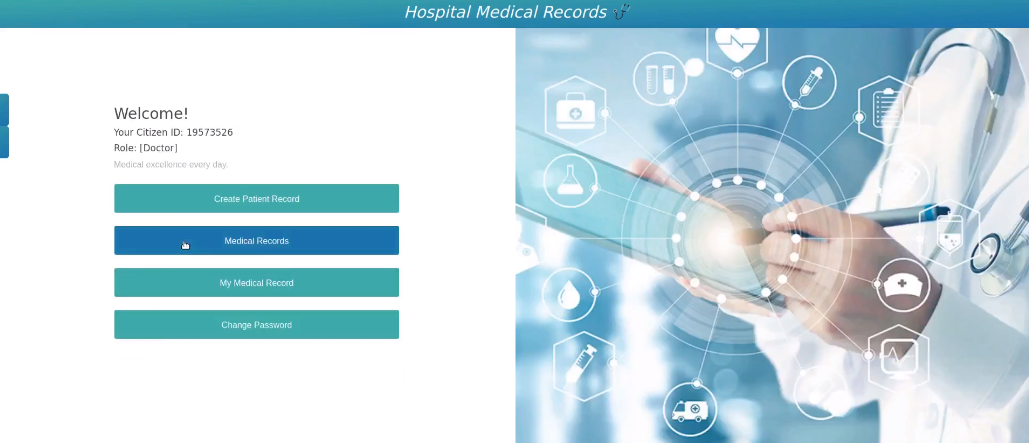 Hospital Medical Records
Welcome!
Your Citizen ID: 19573526
Role: [Doctor]
Medical excellence every day.
Create Patient Record
Medical Records
My Medical Record
Change Password